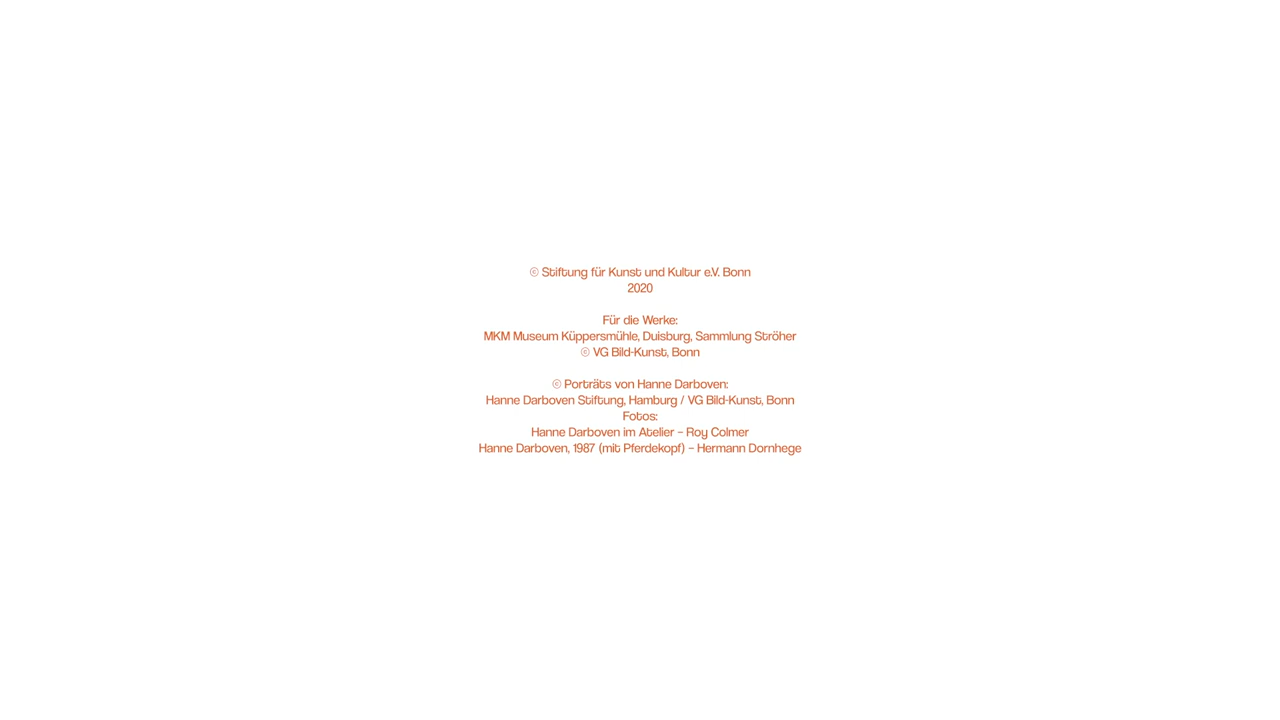 © Stiftung für Kunst und Kultur e.V. Bonn
2020
Für die Werke:
MKM Museum Küppersmühle, Duisburg, Sammlung Ströher
© VG Bild-Kunst, Bonn
© Porträts von Hanne Darboven:
Hanne Darboven Stiftung, Hamburg / VG Bild-Kunst, Bonn
Fotos:
Hanne Darboven im Atelier – Roy Colmer
Hanne Darboven, 1987 (mit Pferdekopf) – Hermann Dornhege